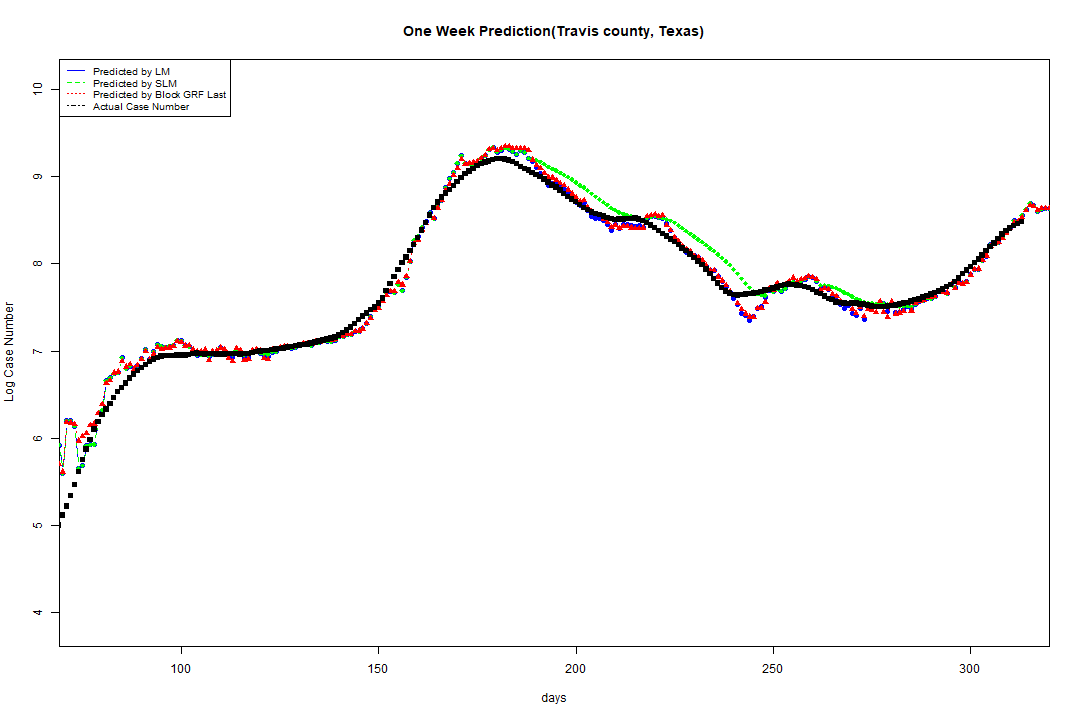 One Week Prediction(Travis county, Texas)
Predicted by LM
Predicted by SLM
Predicted by Block GRF Last
Actual Case Number
10
9
8
7
6
5
4
Log Case Number
100 150 200 250 300
days